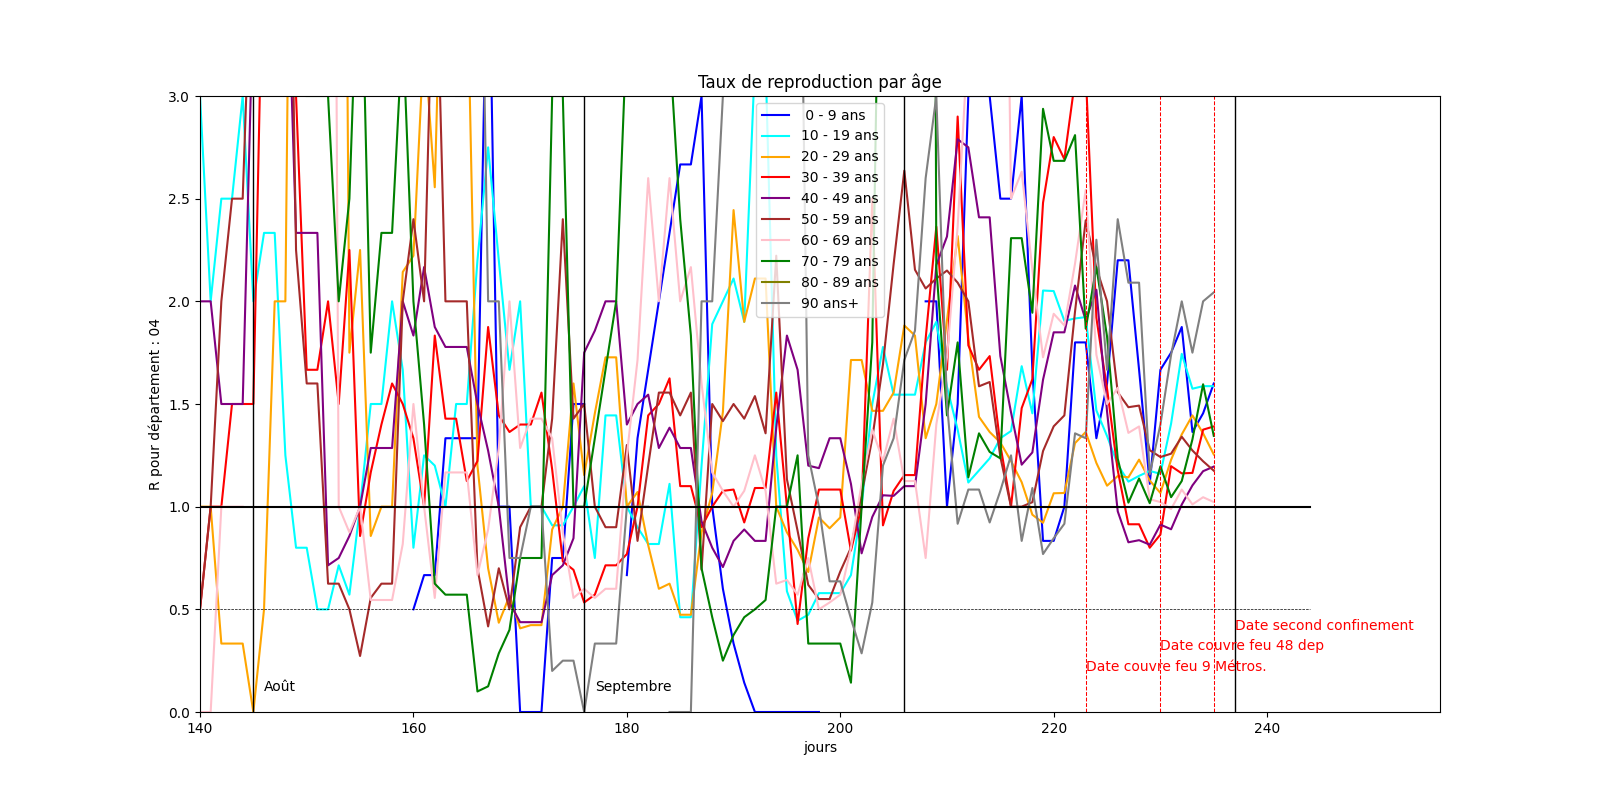 Taux de reproduction par âge
R pour département : 04
3.0
2.5
2.0
1.5
1.0
0.5
0.0
0 - 9 ans
10 - 19 ans
20 - 29 ans
30 - 39 ans
40 - 49 ans
50 - 59 ans
60 - 69 ans
70 - 79 ans
80 - 89 ans
90 ans+
Date second confinement
Date couvre feu 48 dep
Date couvre feu 9 Métros.
Août
Septembre
140
160
180
200
220
240
jours